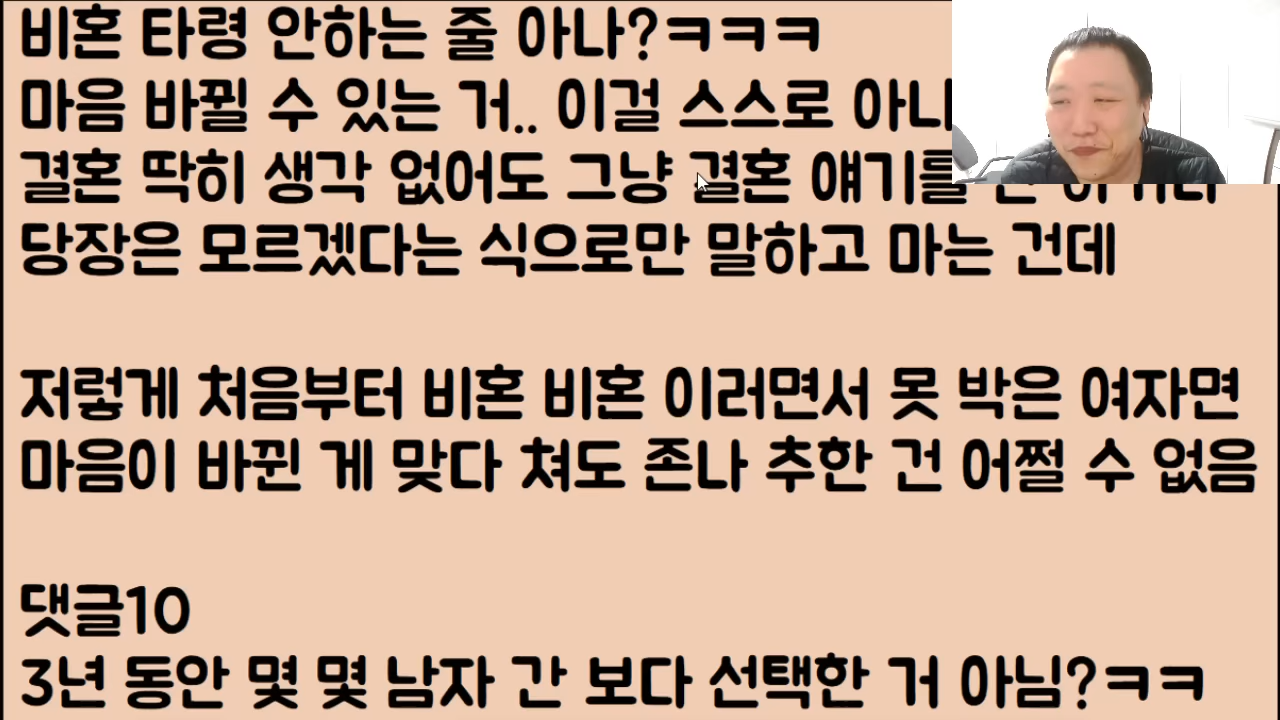 비혼 타령 안하는 줄 아나?ㅋㅋㅋ
마음 바뀔 수 있는 거.. 이걸 스스로
결혼 딱히 생각 없어도 그냥 결혼 얘기를
당장은 모르겠다는 식으로만 말하고 마는 건데
저렇게 처음부터 비혼 비혼 이러면서 못 박은 여자면
마음이 바뀐 게 맞다 쳐도 존나 추한 건 어쩔 수 없음
댓글10
3년 동안 몇 몇 남자 간 보다 선택한 거 아님?ㅋㅋ